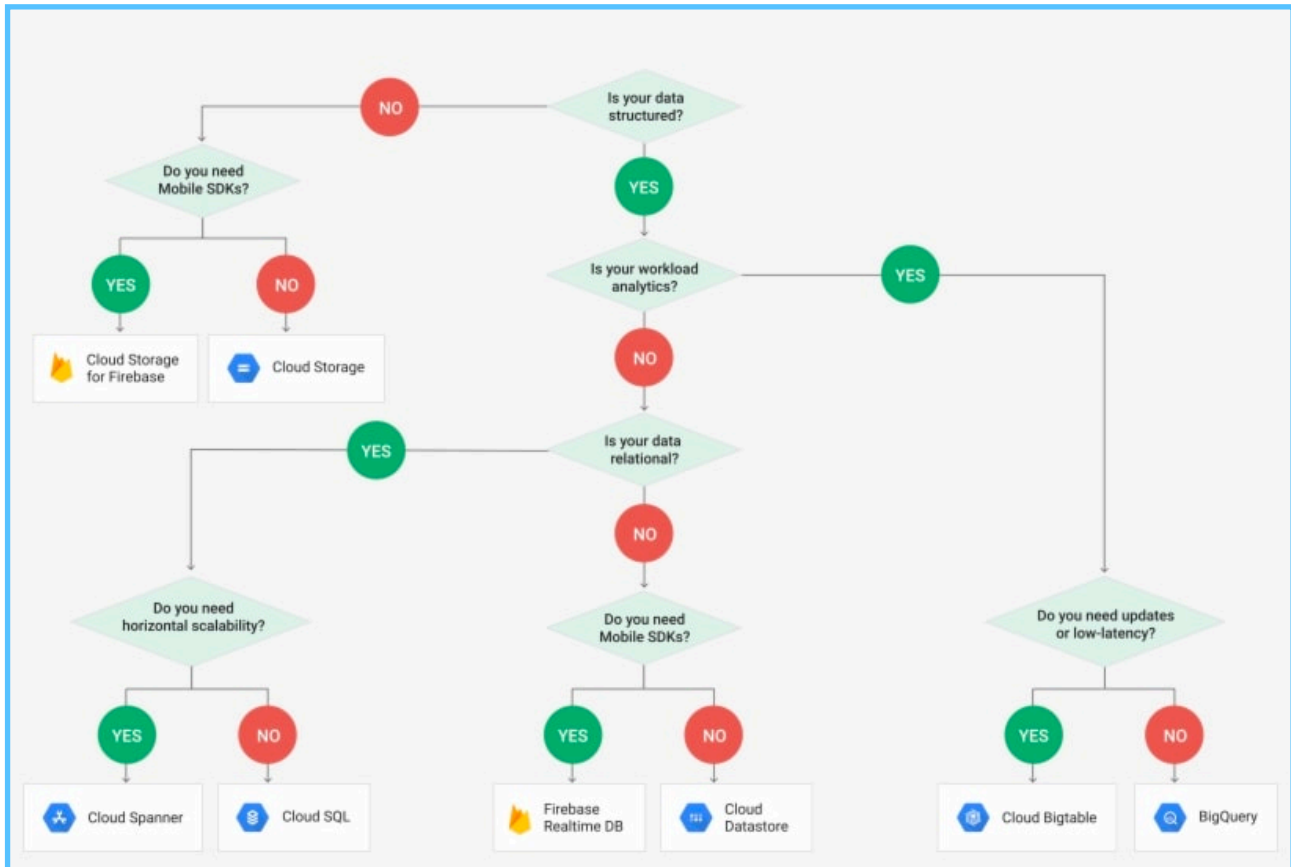 Is your data
structured?
NO
Do you need
Mobile SDKs?
YES
Is your workload
analytics?
YES
YES
NO
NO
Cloud Storage
for Firebase
Cloud Storage
Is your data
relational?
YES
NO
Do you need
horizontal scalability?
Do you need
Mobile SDKs?
Do you need updates
or low-latency?
YES
NO
YES
NO
YES
NO
Cloud Spanner
Cloud SQL
Firebase
Realtime DB
Cloud
Datastore
Cloud Bigtable
BigQuery